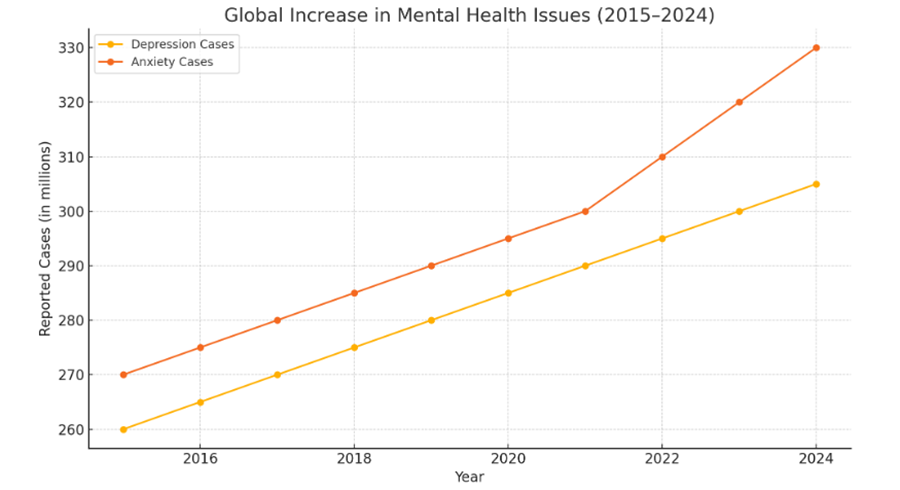 Global Increase in Mental Health Issues (2015–2024)
Depression Cases
Anxiety Cases
Reported Cases (in millions)
330
320
310
300
290
280
270
260
2016
2018
2020
2022
2024
Year